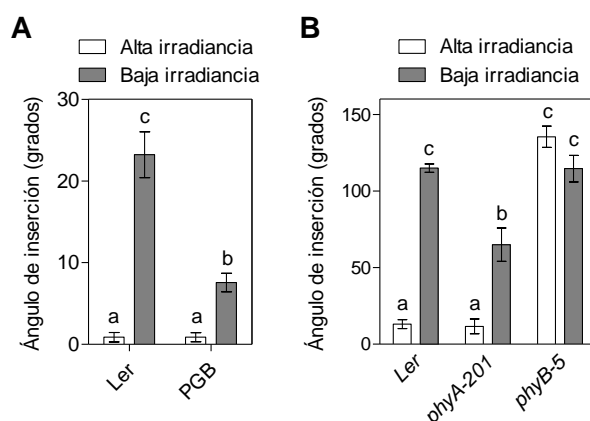 A
Alta irradiancia
Baja irradiancia
Ángulo de inserción (grados)
30
20
10
0
a
c
a
b
Ler
PGB
B
Alta irradiancia
Baja irradiancia
Ángulo de inserción (grados)
150
100
50
0
a
c
a
b
c
c
Ler
phyA-201
phyB-5